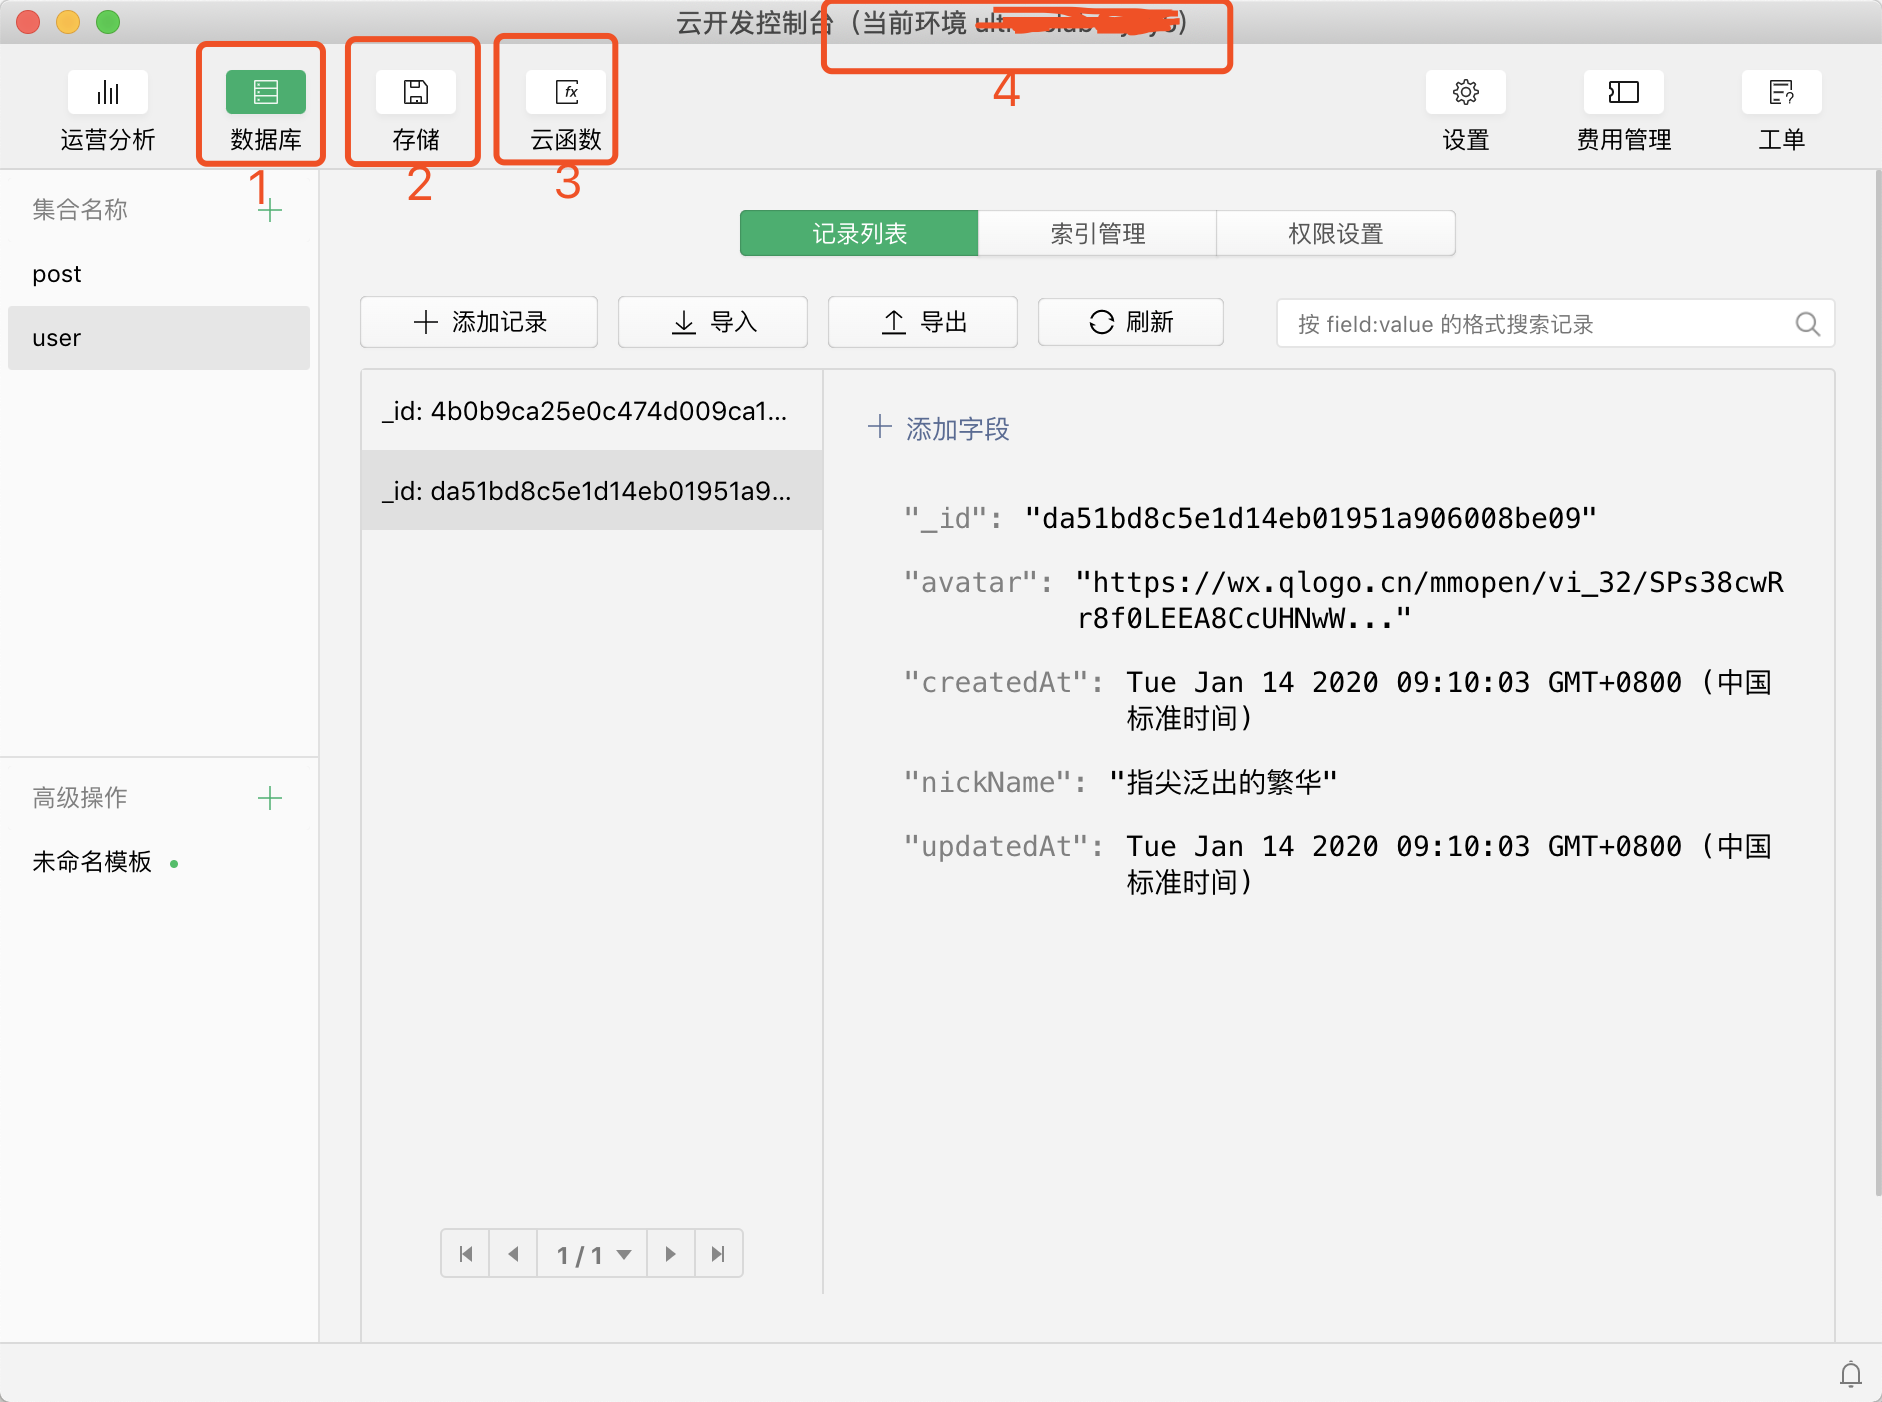 云开发控制台（当前环境
运营分析
数据库
存储
云函数
设置
费用管理
工单
1
2
3
4
集合名称
post
user
记录列表
索引管理
权限设置
添加记录
导入
导出
刷新
按 field:value 的格式搜索记录
_id: 4b0b9ca25e0c474d009ca1...
_id: da51bd8c5e1d14eb01951a9...
添加字段
"_id": "da51bd8c5e1d14eb01951a906008be09"
"avatar": "https://wx.qlogo.cn/mmopen/vi_32/SPs38cwR
r8f0LEEA8CcUHNwW..."
"createdAt": Tue Jan 14 2020 09:10:03 GMT+0800 (中国
标准时间)
"nickName": "指尖泛出的繁华"
"updatedAt": Tue Jan 14 2020 09:10:03 GMT+0800 (中国
标准时间)
高级操作
未命名模板
1 / 1